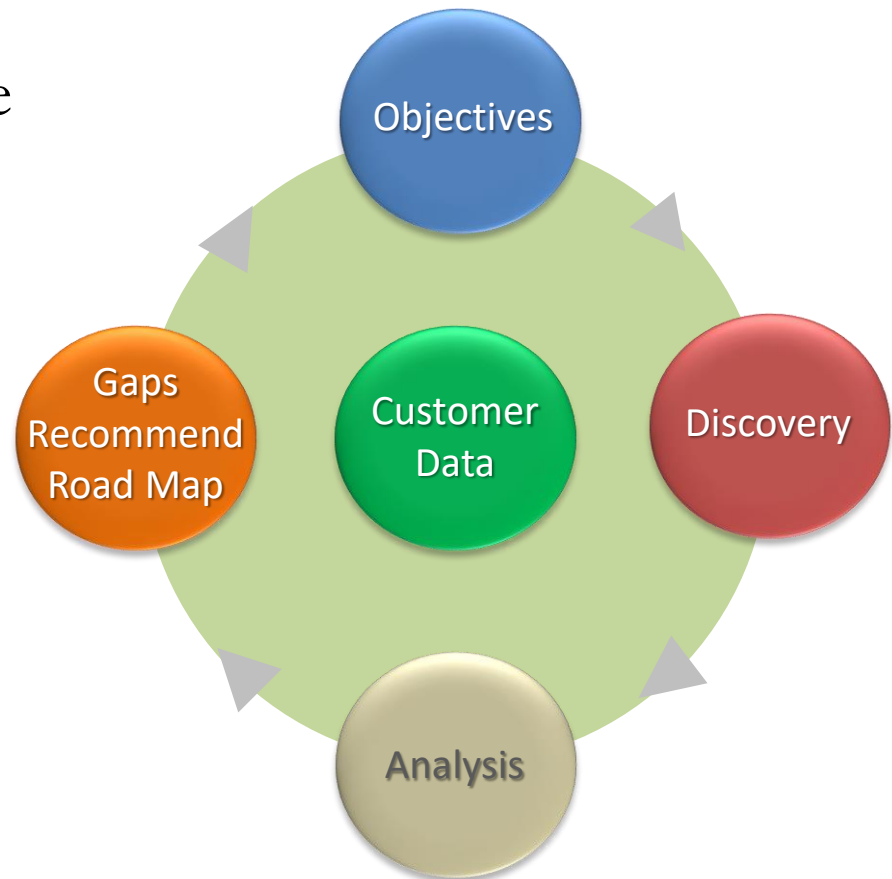 e
Objectives
Gaps
Recommend
Road Map
Customer
Data
Discovery
Analysis